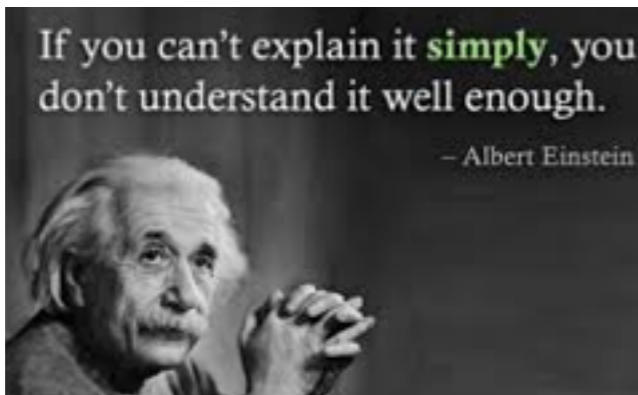 If you can't explain it simply, you
don't understand it well enough.
– Albert Einstein